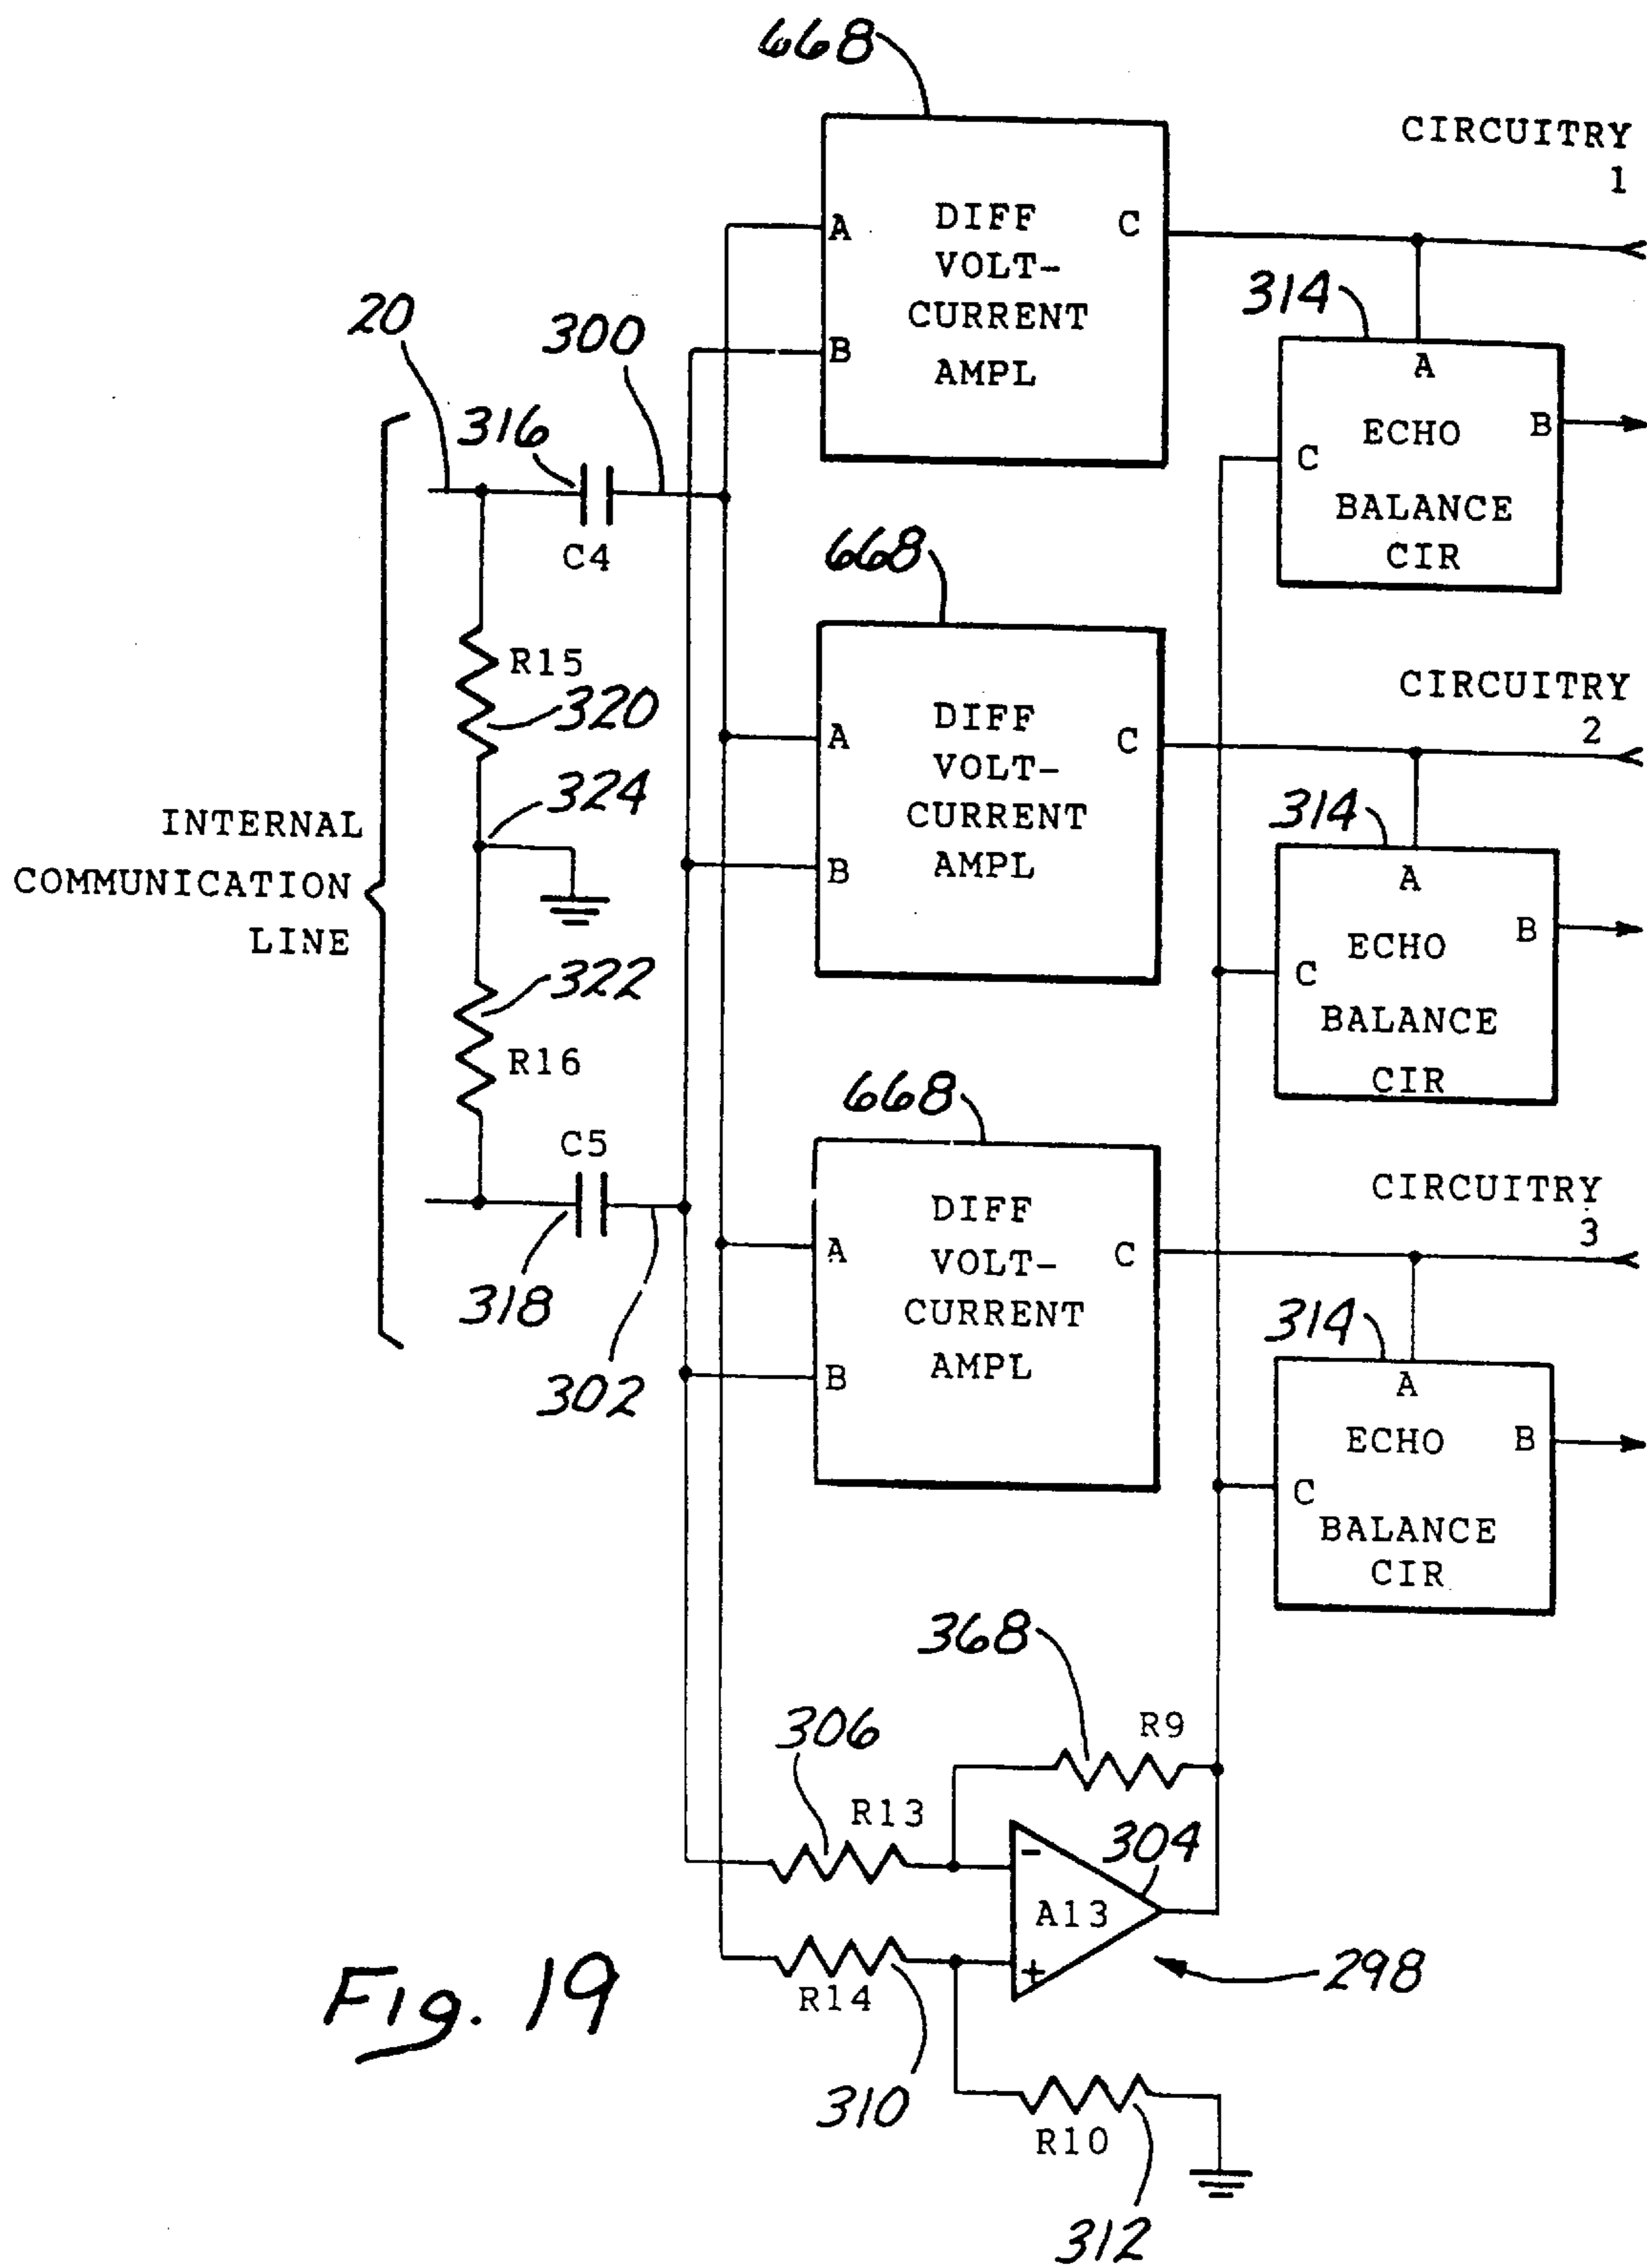 668
CIRCUITRY
1
A
DIFF
C
VOLT-
CURRENT
AMPL
B
314
A
ECHO
B
C
BALANCE
CIR
20
300
316
C4
668
CIRCUITRY
2
R15
320
A
DIFF
C
VOLT-
CURRENT
AMPL
B
314
A
ECHO
B
C
BALANCE
CIR
324
INTERNAL
COMMUNICATION
LINE
322
R16
668
C5
CIRCUITRY
3
A
DIFF
C
VOLT-
CURRENT
AMPL
B
318
302
314
A
ECHO
B
C
BALANCE
CIR
368
R9
306
R13
-
304
A13
+
R14
298
310
R10
312
Fig. 19